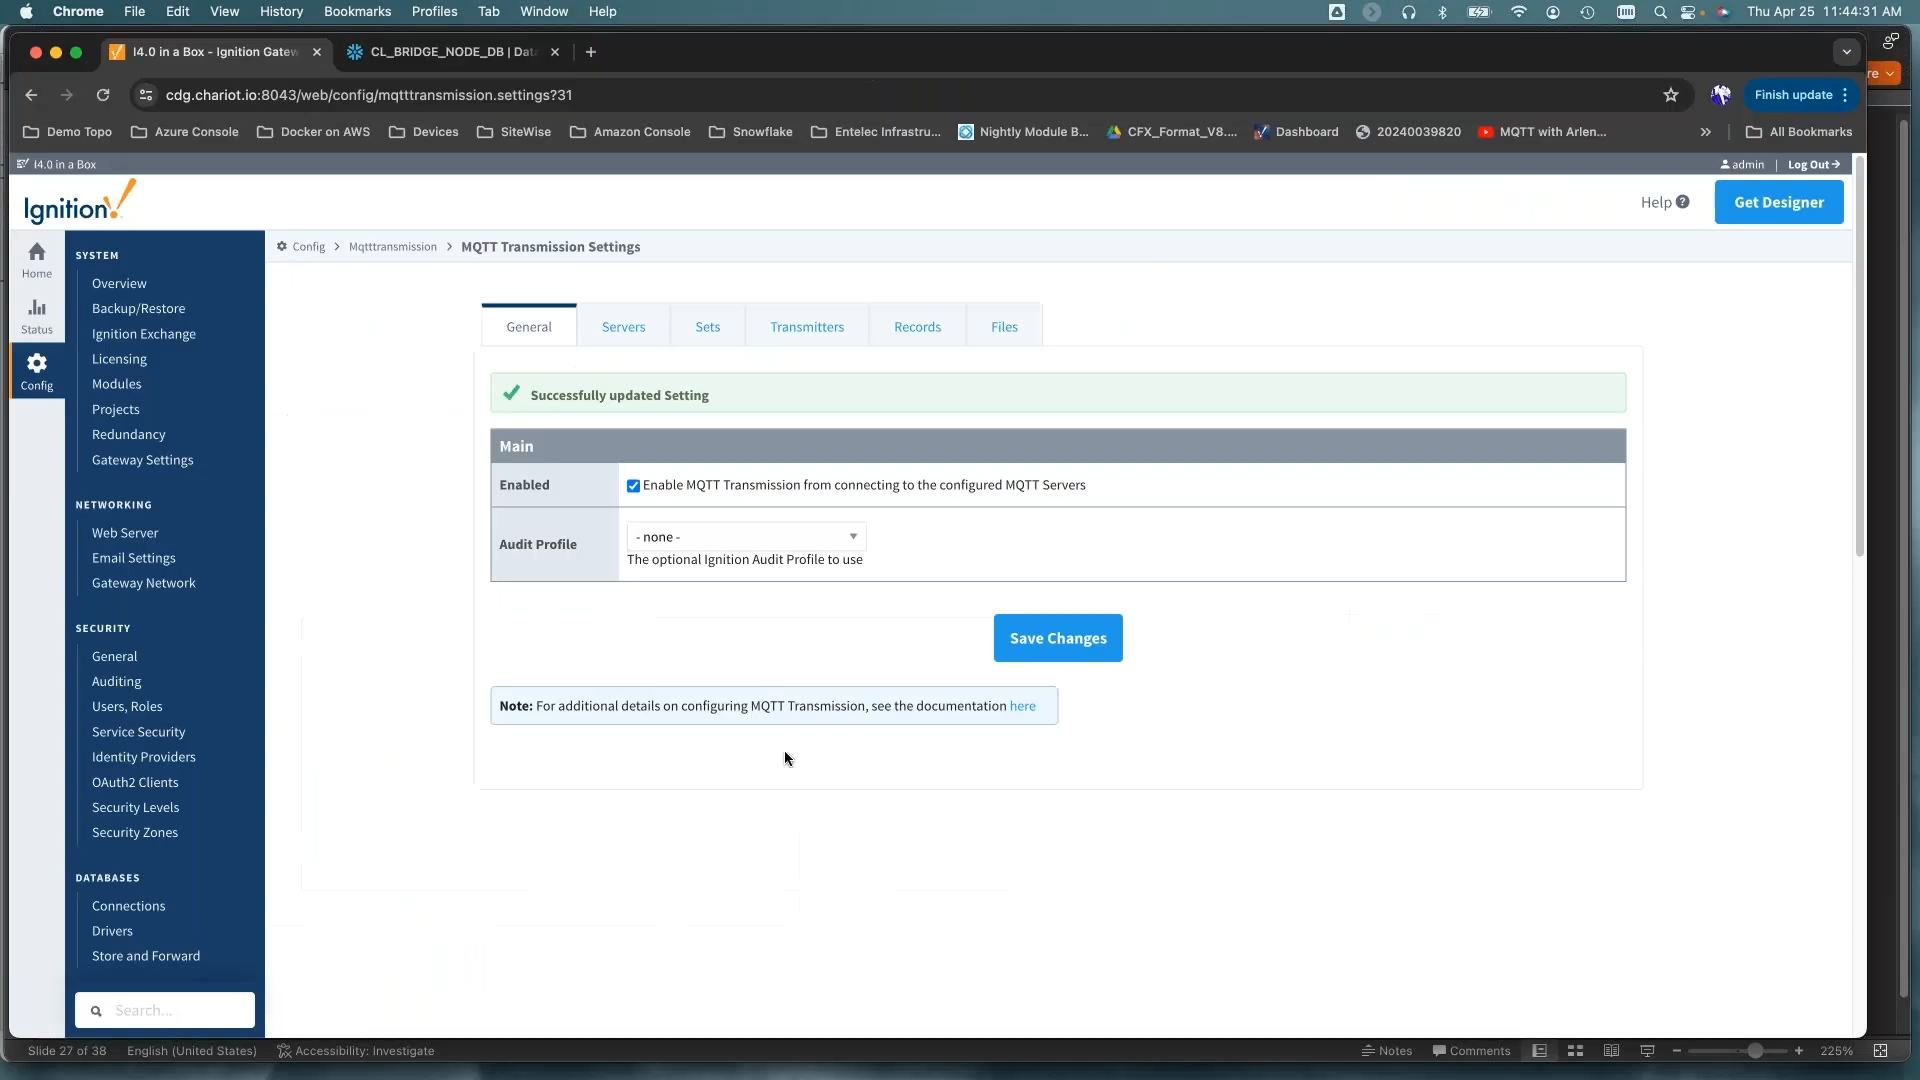 Chrome File Edit View History Bookmarks Profiles Tab Window Help Thu Apr 25 11:44:31 AM
I4.0 in a Box - Ignition Gatew
CL_BRIDGE_NODE_DB | Dat
cdg.chariot.io:8043/web/config/mqtttransmission.settings?31
Finish update
Demo Topo Azure Console Docker on AWS Devices SiteWise Amazon Console Snowflake Entelec Infrastru... Nightly Module B... CFX_Format_V8.... Dashboard 20240039820 MQTT with Arlen... » All Bookmarks
I4.0 in a Box
admin | Log Out
Ignition!
Help
Get Designer
Home
Status
Config
SYSTEM
Overview
Backup/Restore
Ignition Exchange
Licensing
Modules
Projects
Redundancy
Gateway Settings
NETWORKING
Web Server
Email Settings
Gateway Network
SECURITY
General
Auditing
Users, Roles
Service Security
Identity Providers
OAuth2 Clients
Security Levels
Security Zones
DATABASES
Connections
Drivers
Store and Forward
Search...
Config > Mqtttransmission > MQTT Transmission Settings
General Servers Sets Transmitters Records Files
Successfully updated Setting
Main
Enabled
Enable MQTT Transmission from connecting to the configured MQTT Servers
Audit Profile
- none -
The optional Ignition Audit Profile to use
Save Changes
Note: For additional details on configuring MQTT Transmission, see the documentation here
re
Slide 27 of 38 English (United States) Accessibility: Investigate Notes Comments 225%